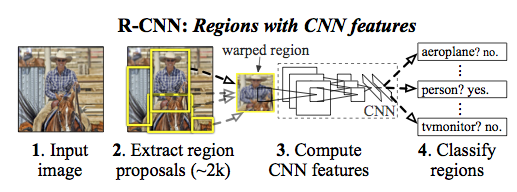 R-CNN: Regions with CNN features
warped region
aeroplane? no.
person? yes.
tvmonitor? no.
CNN
1. Input
image
2. Extract region
proposals (~2k)
3. Compute
CNN features
4. Classify
regions